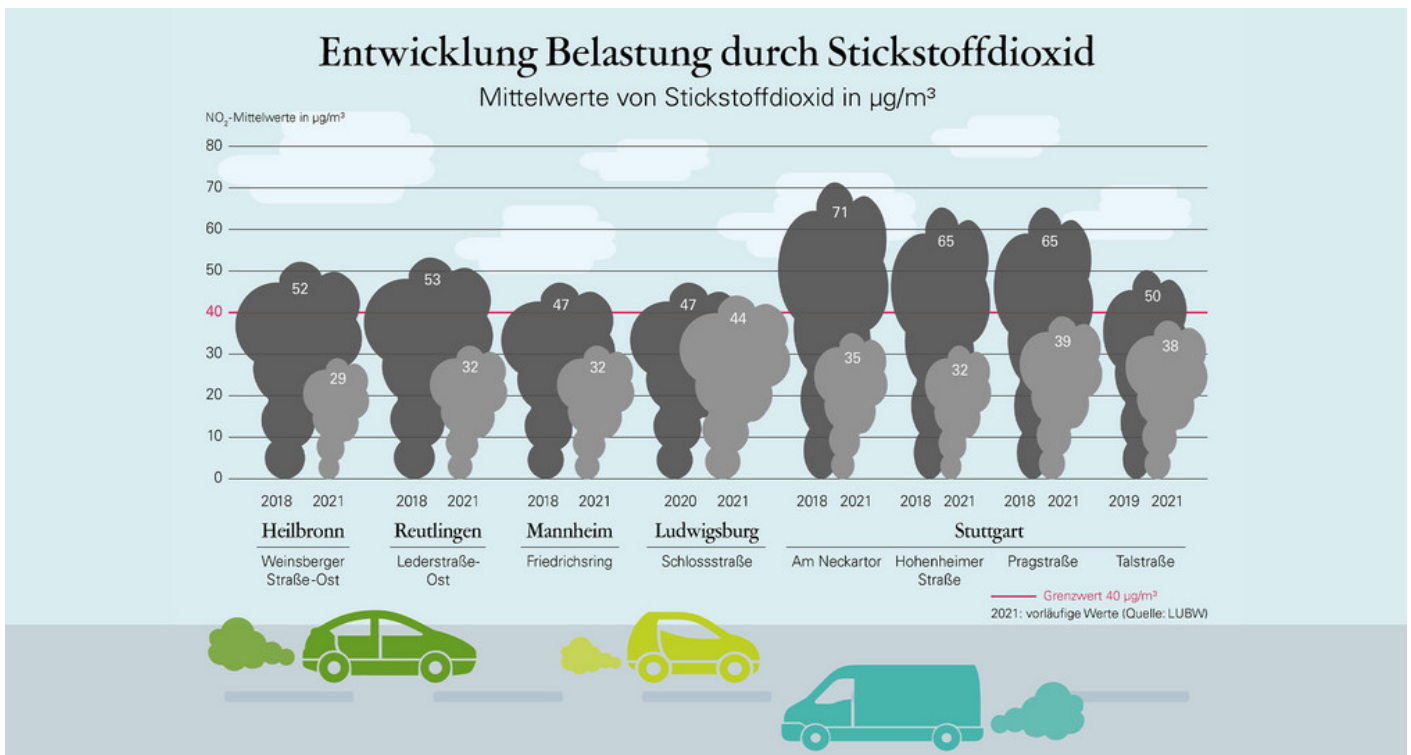 Entwicklung Belastung durch Stickstoffdioxid
Mittelwerte von Stickstoffdioxid in µg/m³
NO₂-Mittelwerte in µg/m³
80
70
60
50
40
30
20
10
0
52
29
53
32
47
32
47
44
71
35
65
32
65
39
50
38
2018 2021 2018 2021 2018 2021 2020 2021 2018 2021 2018 2021 2018 2021 2019 2021
Heilbronn Reutlingen Mannheim Ludwigsburg Stuttgart
Weinsberger Straße-Ost
Lederstraße-Ost
Friedrichsring
Schlossstraße
Am Neckartor
Hohenheimer Straße
Pragstraße
Talstraße
Grenzwert 40 µg/m³
2021: vorläufige Werte (Quelle: LUBW)